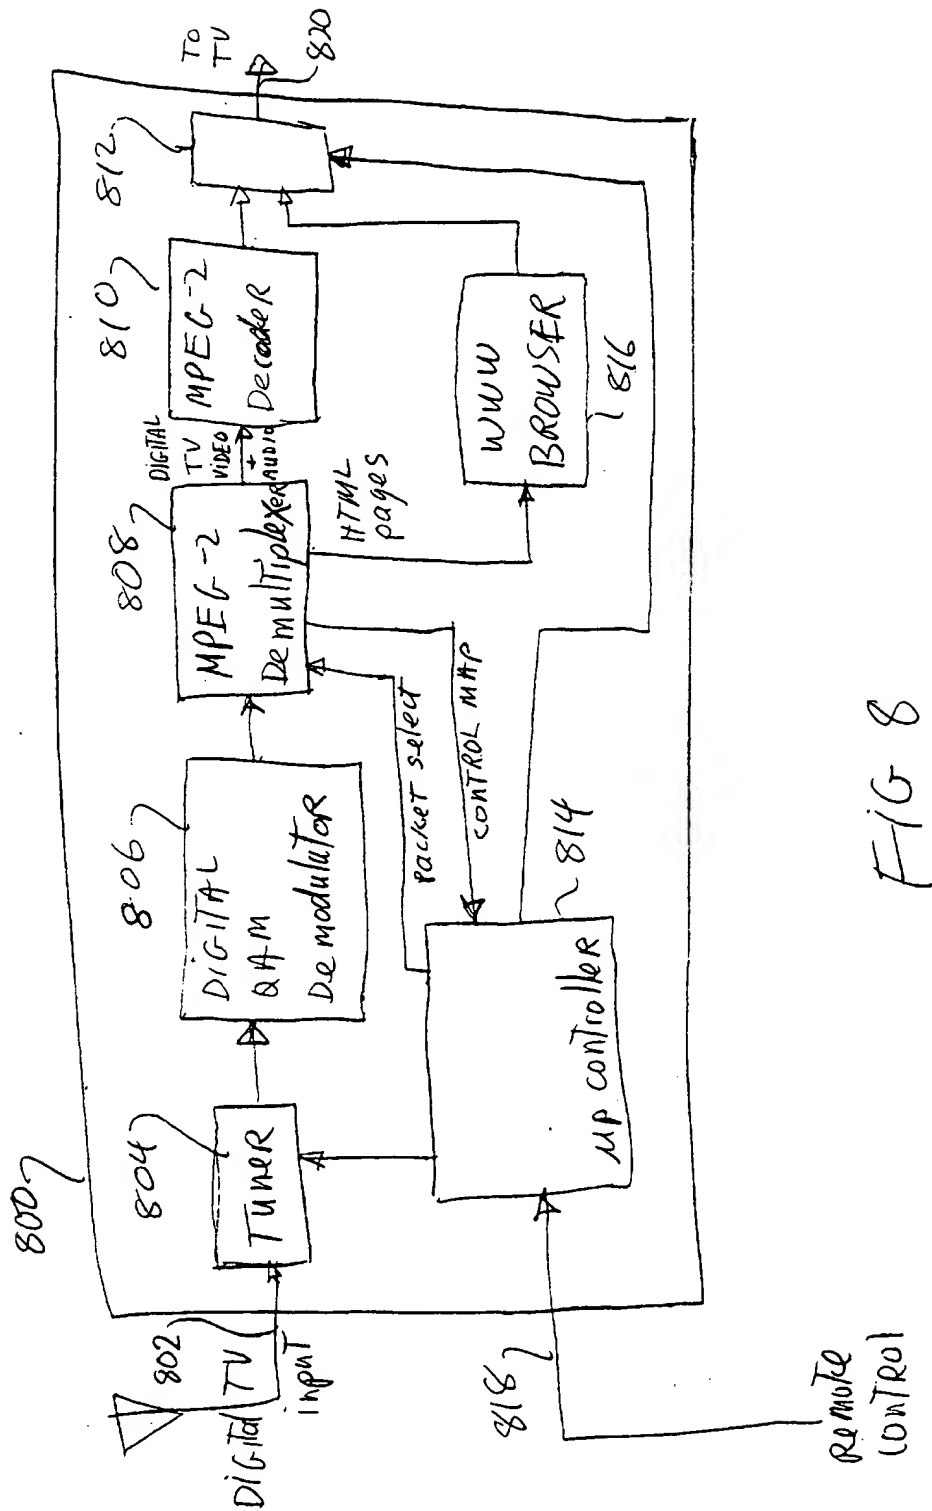 800
802
DiGital TV
input
804
TuneR
806
DiGiTAL
QAM
DemodulatoR
808
MPEG-2
DemulTiplexeR
DIGITAL
TV
VIDEO
+
AUDIO
810
MPEG-2
DecodeR
812
TO
TV
820
HTML
pages
WWW
BROWSER
816
packet select
CONTROL MAP
814
μp contRolleR
818
Remote
CONTROL
FiG 8